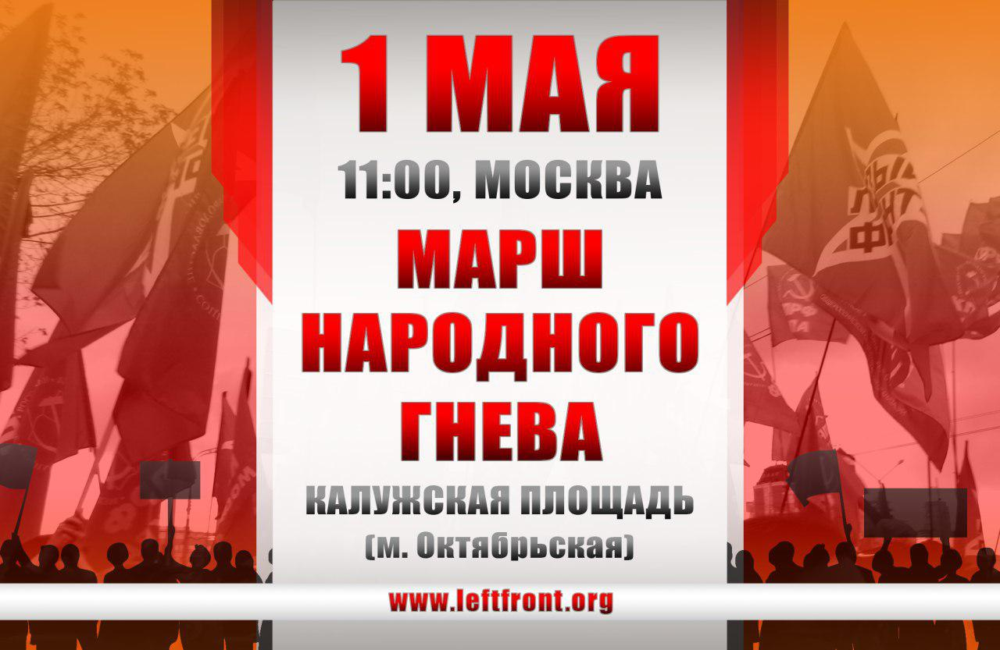 1 МАЯ
11:00, МОСКВА
МАРШ
НАРОДНОГО
ГНЕВА
КАЛУЖСКАЯ ПЛОЩАДЬ
(м. Октябрьская)
www.leftfront.org